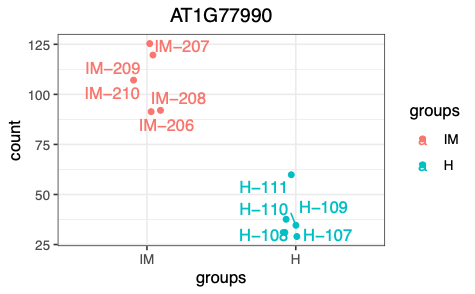 AT1G77990
125
100
75
50
25
count
IM−207
IM−209
IM−210
IM−208
IM−206
H−111
H−110
H−109
H−108
H−107
IM
H
groups
groups
a IM
a H